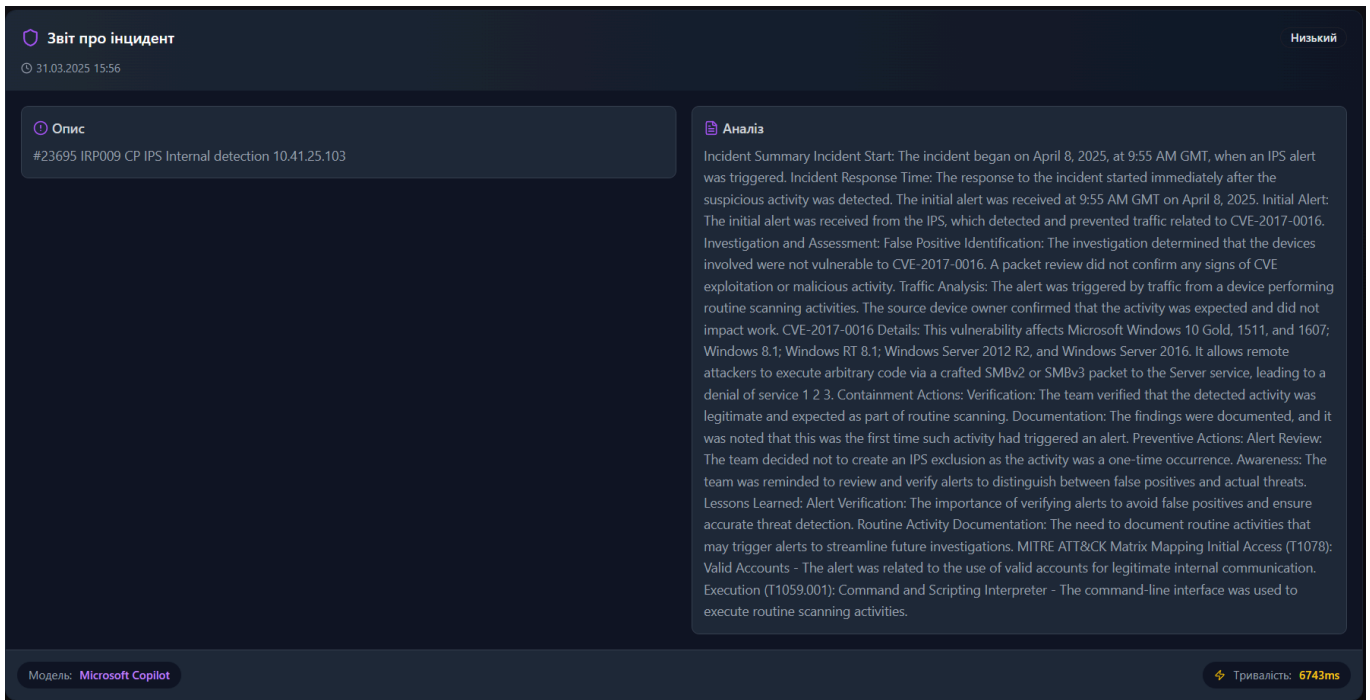 Звіт про інцидент
Низький
31.03.2025 15:56
Опис
#23695 IRP009 CP IPS Internal detection 10.41.25.103
Аналіз
Incident Summary Incident Start: The incident began on April 8, 2025, at 9:55 AM GMT, when an IPS alert
was triggered. Incident Response Time: The response to the incident started immediately after the
suspicious activity was detected. The initial alert was received at 9:55 AM GMT on April 8, 2025. Initial Alert:
The initial alert was received from the IPS, which detected and prevented traffic related to CVE-2017-0016.
Investigation and Assessment: False Positive Identification: The investigation determined that the devices
involved were not vulnerable to CVE-2017-0016. A packet review did not confirm any signs of CVE
exploitation or malicious activity. Traffic Analysis: The alert was triggered by traffic from a device performing
routine scanning activities. The source device owner confirmed that the activity was expected and did not
impact work. CVE-2017-0016 Details: This vulnerability affects Microsoft Windows 10 Gold, 1511, and 1607;
Windows 8.1; Windows RT 8.1; Windows Server 2012 R2, and Windows Server 2016. It allows remote
attackers to execute arbitrary code via a crafted SMBv2 or SMBv3 packet to the Server service, leading to a
denial of service 1 2 3. Containment Actions: Verification: The team verified that the detected activity was
legitimate and expected as part of routine scanning. Documentation: The findings were documented, and it
was noted that this was the first time such activity had triggered an alert. Preventive Actions: Alert Review:
The team decided not to create an IPS exclusion as the activity was a one-time occurrence. Awareness: The
team was reminded to review and verify alerts to distinguish between false positives and actual threats.
Lessons Learned: Alert Verification: The importance of verifying alerts to avoid false positives and ensure
accurate threat detection. Routine Activity Documentation: The need to document routine activities that
may trigger alerts to streamline future investigations. MITRE ATT&CK Matrix Mapping Initial Access (T1078):
Valid Accounts - The alert was related to the use of valid accounts for legitimate internal communication.
Execution (T1059.001): Command and Scripting Interpreter - The command-line interface was used to
execute routine scanning activities.
Модель: Microsoft Copilot
Тривалість: 6743ms